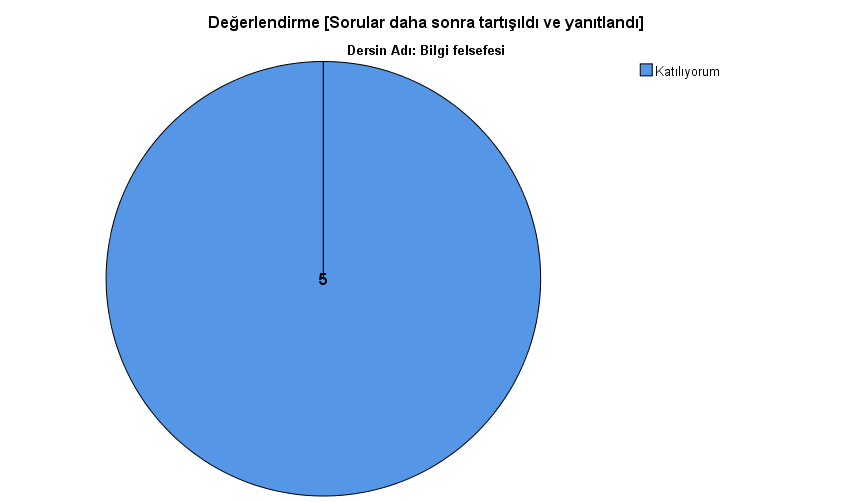 Değerlendirme [Sorular daha sonra tartışıldı ve yanıtlandı]
Dersin Adı: Bilgi felsefesi
Katılıyorum
5